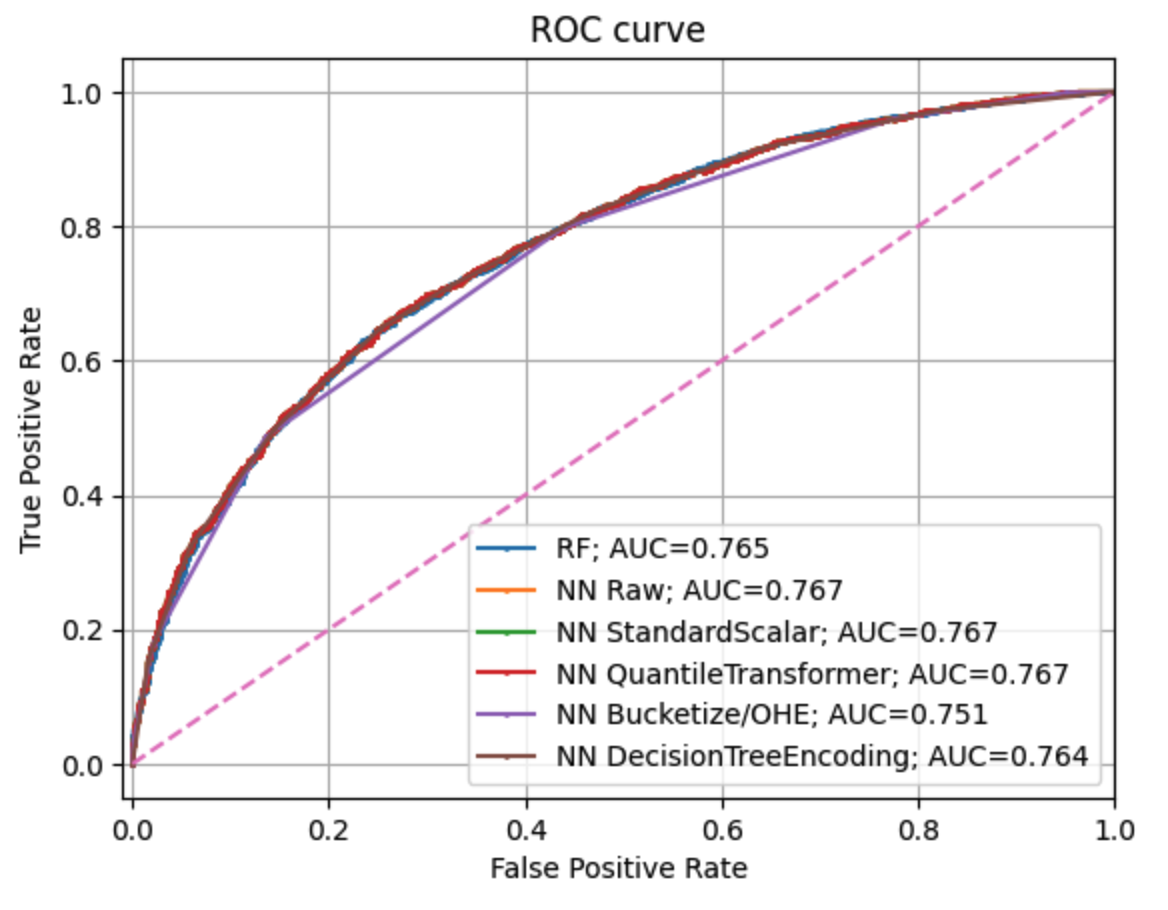 ROC curve
True Positive Rate
1.0
0.8
0.6
0.4
0.2
0.0
RF; AUC=0.765
NN Raw; AUC=0.767
NN StandardScalar; AUC=0.767
NN QuantileTransformer; AUC=0.767
NN Bucketize/OHE; AUC=0.751
NN DecisionTreeEncoding; AUC=0.764
0.0 0.2 0.4 0.6 0.8 1.0
False Positive Rate